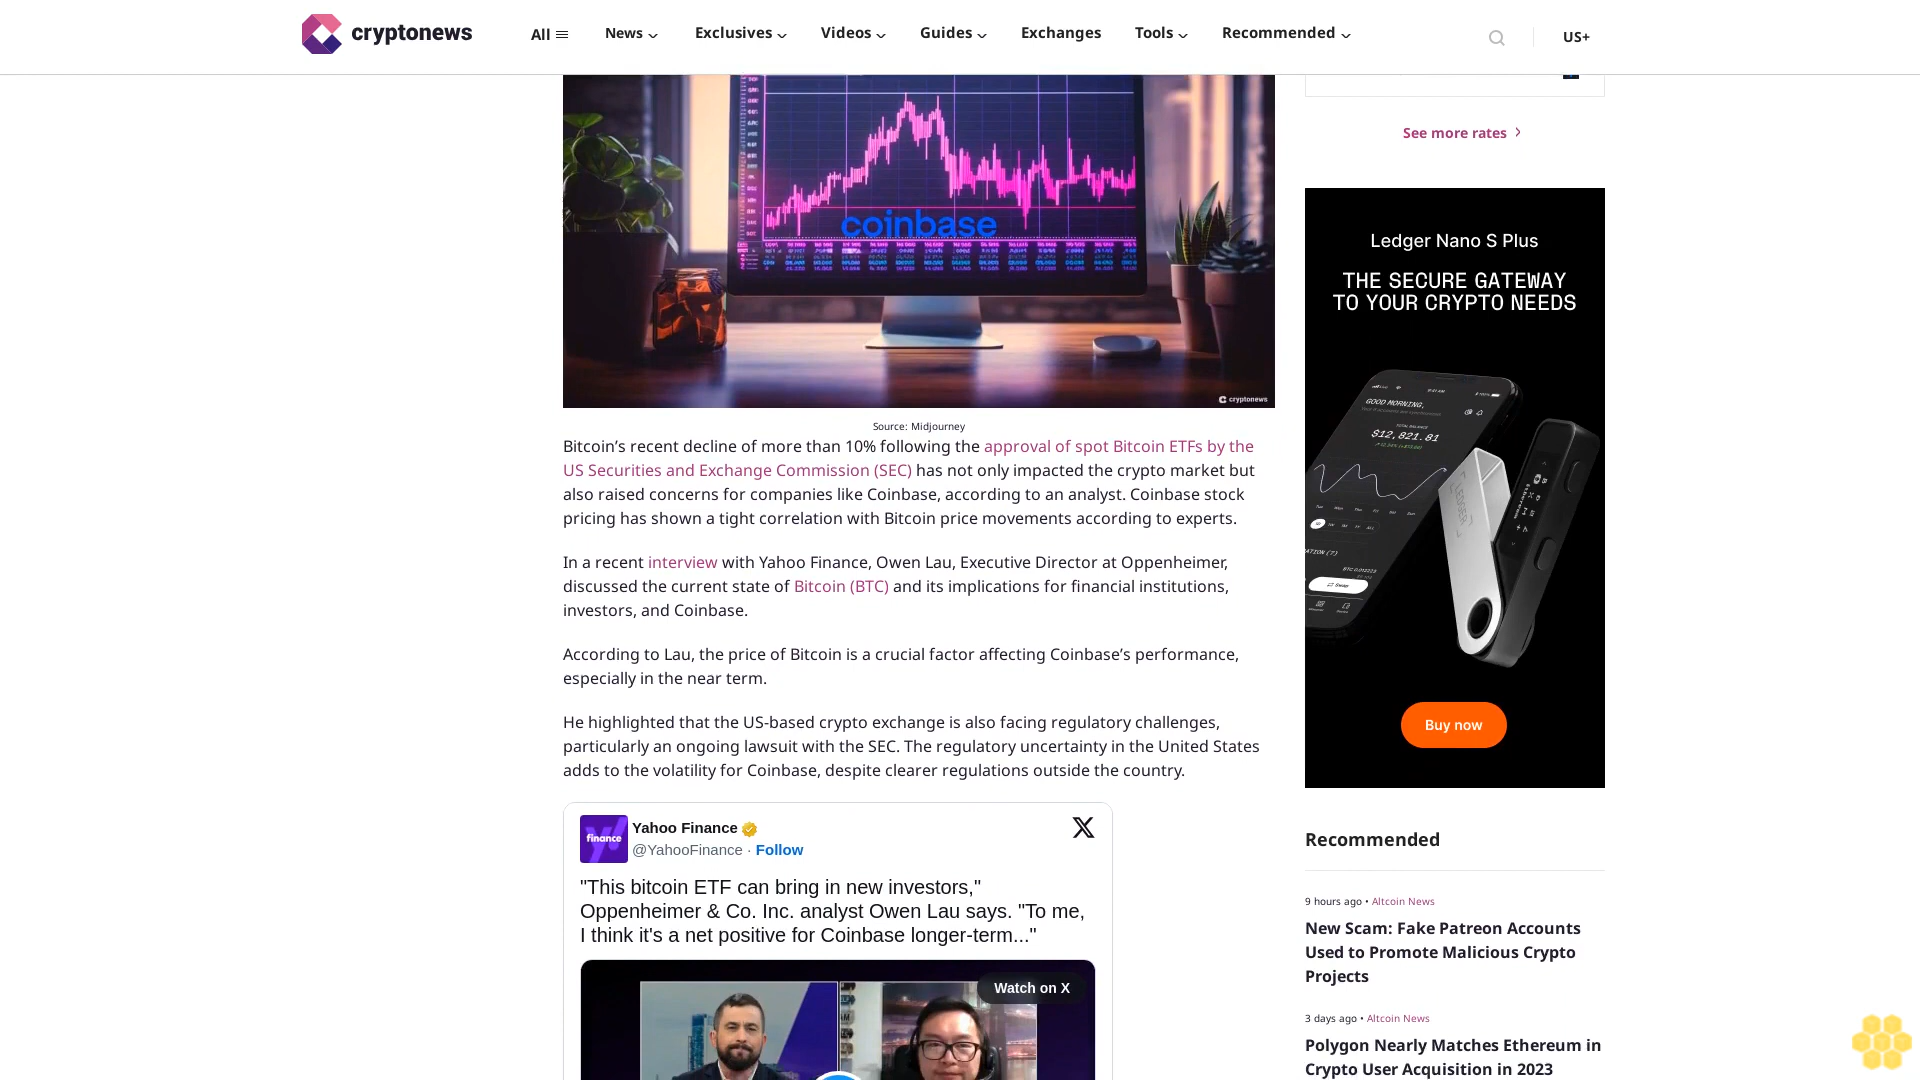 cryptonews
All
News
Exclusives
Videos
Guides
Exchanges
Tools
Recommended
US+
coinbase
cryptonews
Source: Midjourney
Bitcoin’s recent decline of more than 10% following the approval of spot Bitcoin ETFs by the
US Securities and Exchange Commission (SEC) has not only impacted the crypto market but
also raised concerns for companies like Coinbase, according to an analyst. Coinbase stock
pricing has shown a tight correlation with Bitcoin price movements according to experts.
In a recent interview with Yahoo Finance, Owen Lau, Executive Director at Oppenheimer,
discussed the current state of Bitcoin (BTC) and its implications for financial institutions,
investors, and Coinbase.
According to Lau, the price of Bitcoin is a crucial factor affecting Coinbase’s performance,
especially in the near term.
He highlighted that the US-based crypto exchange is also facing regulatory challenges,
particularly an ongoing lawsuit with the SEC. The regulatory uncertainty in the United States
adds to the volatility for Coinbase, despite clearer regulations outside the country.
finance
Yahoo Finance
@YahooFinance · Follow
"This bitcoin ETF can bring in new investors,"
Oppenheimer & Co. Inc. analyst Owen Lau says. "To me,
I think it's a net positive for Coinbase longer-term..."
Watch on X
See more rates
Ledger Nano S Plus
THE SECURE GATEWAY
TO YOUR CRYPTO NEEDS
GOOD MORNING,
TOTAL BALANCE
$12,821.81
LEDGER
Ethereum
Swap
Buy now
Recommended
9 hours ago • Altcoin News
New Scam: Fake Patreon Accounts
Used to Promote Malicious Crypto
Projects
3 days ago • Altcoin News
Polygon Nearly Matches Ethereum in
Crypto User Acquisition in 2023